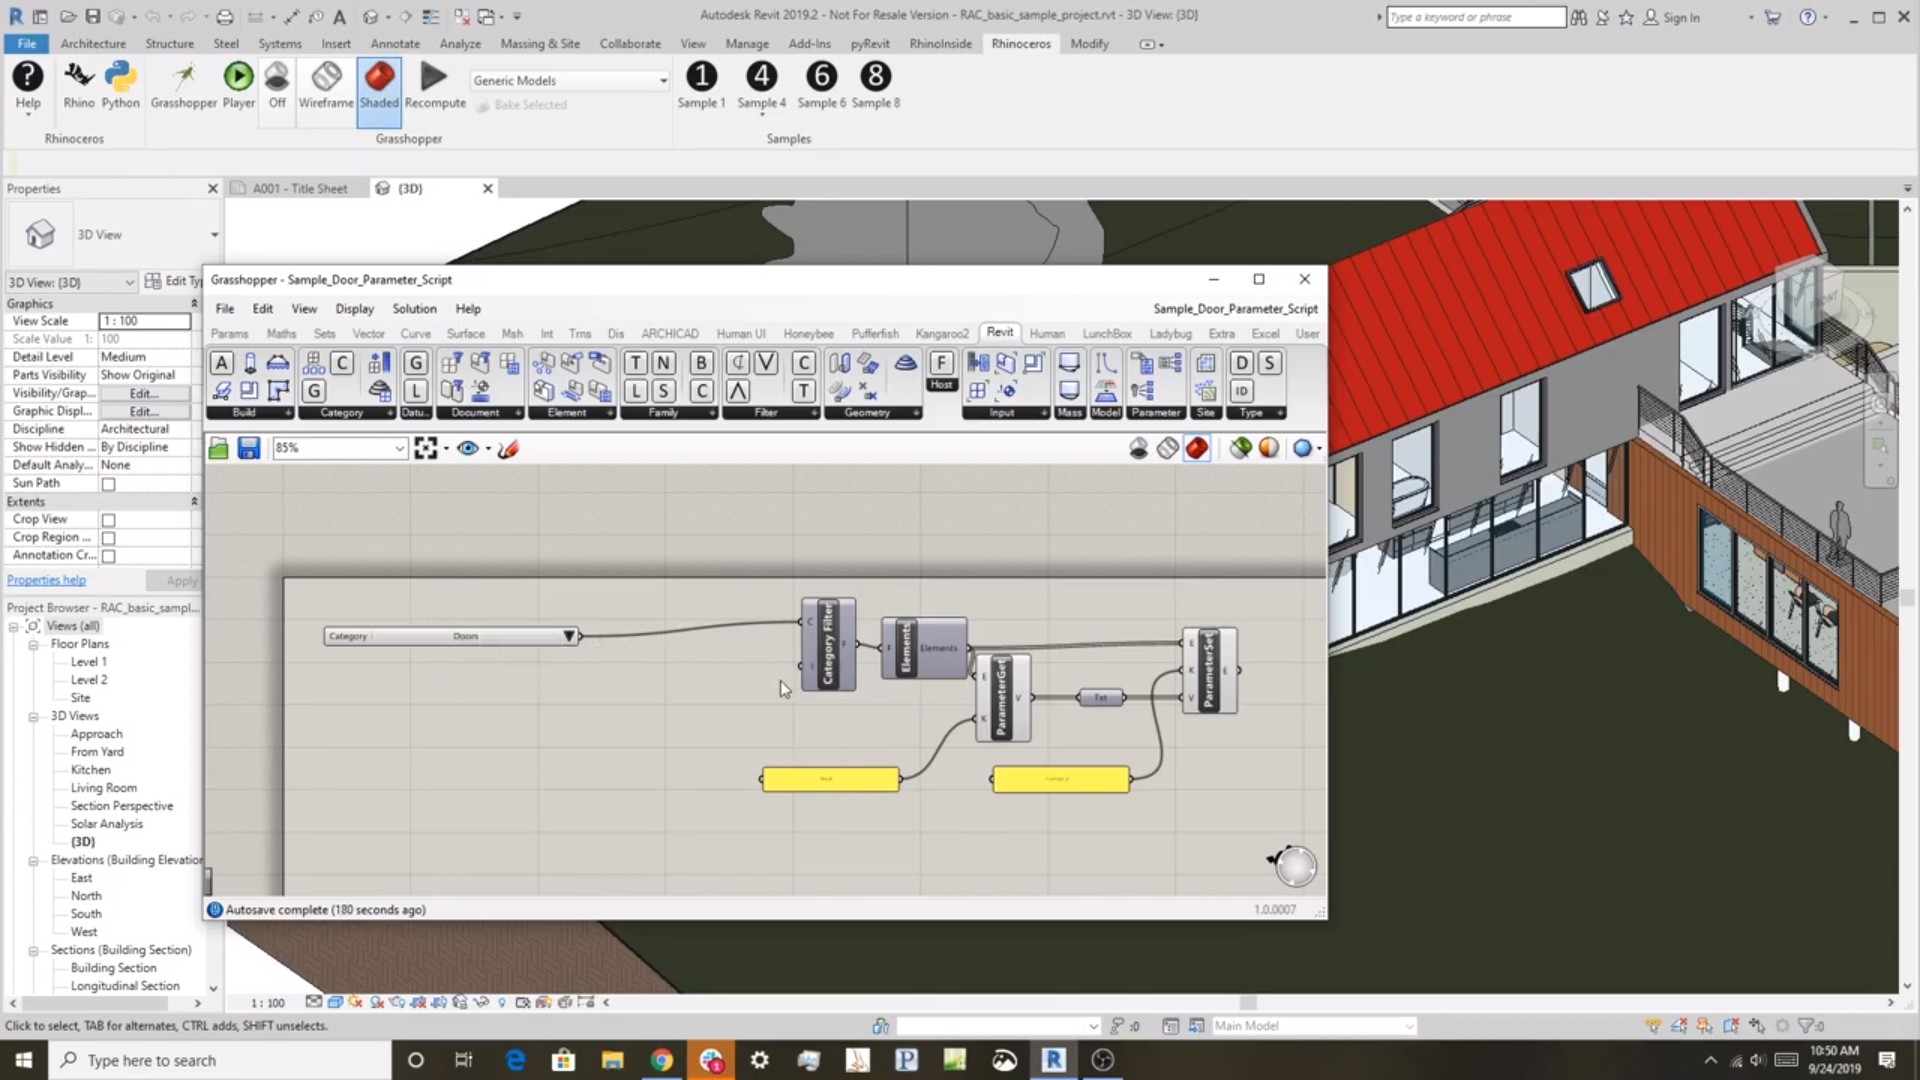 Autodesk Revit 2019.2 - Not For Resale Version - RAC_basic_sample_project.rvt - 3D View: {3D}
Type a keyword or phrase
Sign In
File Architecture Structure Steel Systems Insert Annotate Analyze Massing & Site Collaborate View Manage Add-Ins pyRevit RhinoInside Rhinoceros Modify
Help Rhino Python Grasshopper Player Off Wireframe Shaded Recompute
Generic Models
Bake Selected
1 4 6 8
Sample 1 Sample 4 Sample 6 Sample 8
Rhinoceros Grasshopper Samples
Properties
A001 - Title Sheet
{3D}
3D View
3D View: {3D}
Edit Ty
Graphics
View Scale 1 : 100
Scale Value 1: 100
Detail Level Medium
Parts Visibility Show Original
Visibility/Grap... Edit...
Graphic Displ... Edit...
Discipline Architectural
Show Hidden ... By Discipline
Default Analy... None
Sun Path
Extents
Crop View
Crop Region ...
Annotation Cr...
Properties help
Apply
Project Browser - RAC_basic_sampl...
Views (all)
Floor Plans
Level 1
Level 2
Site
3D Views
Approach
From Yard
Kitchen
Living Room
Section Perspective
Solar Analysis
{3D}
Elevations (Building Elevation
East
North
South
West
Sections (Building Section)
Building Section
Longitudinal Section
Grasshopper - Sample_Door_Parameter_Script
File Edit View Display Solution Help
Sample_Door_Parameter_Script
Params Maths Sets Vector Curve Surface Msh Int Trns Dis ARCHICAD Human UI Honeybee Pufferfish Kangaroo2 Revit Human LunchBox Ladybug Extra Excel User
A C G T N B V C F D S
Host
G L L S C T ID
Build Category Datu... Document Element Family Filter Geometry Input Mass Model Parameter Site Type
85%
Category Doors
C
Category Filter
F
F
Elements
Elements
E
K
ParameterGet
V
Txt
E
K
V
ParameterSet
E
Autosave complete (180 seconds ago)
1.0.0007
FRONT
1 : 100
Click to select, TAB for alternates, CTRL adds, SHIFT unselects.
:0
Main Model
:0
Type here to search
10:50 AM
9/24/2019